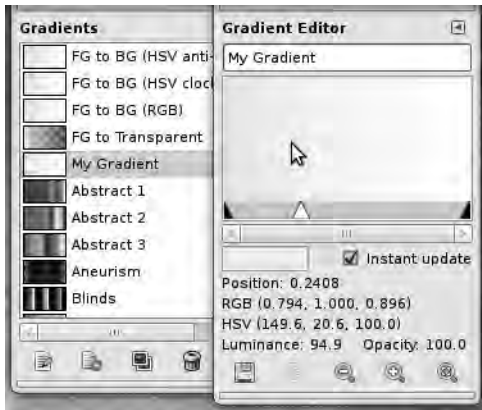 Gradients
FG to BG (HSV anti-
FG to BG (HSV clock
FG to BG (RGB)
FG to Transparent
My Gradient
Abstract 1
Abstract 2
Abstract 3
Aneurism
Blinds
Gradient Editor
My Gradient
Instant update
Position: 0.2408
RGB (0.794, 1.000, 0.896)
HSV (149.6, 20.6, 100.0)
Luminance: 94.9 Opacity: 100.0